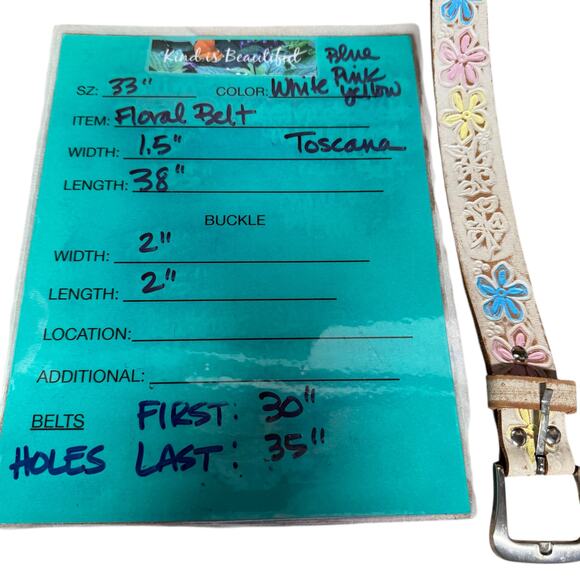 Kind is Beautiful
Blue
SZ: 33" COLOR: White Pink
yellow
ITEM: Floral Belt
WIDTH: 1.5" Toscana
LENGTH: 38"
BUCKLE
WIDTH: 2"
LENGTH: 2"
LOCATION:
ADDITIONAL:
BELTS FIRST: 30"
HOLES LAST: 35"